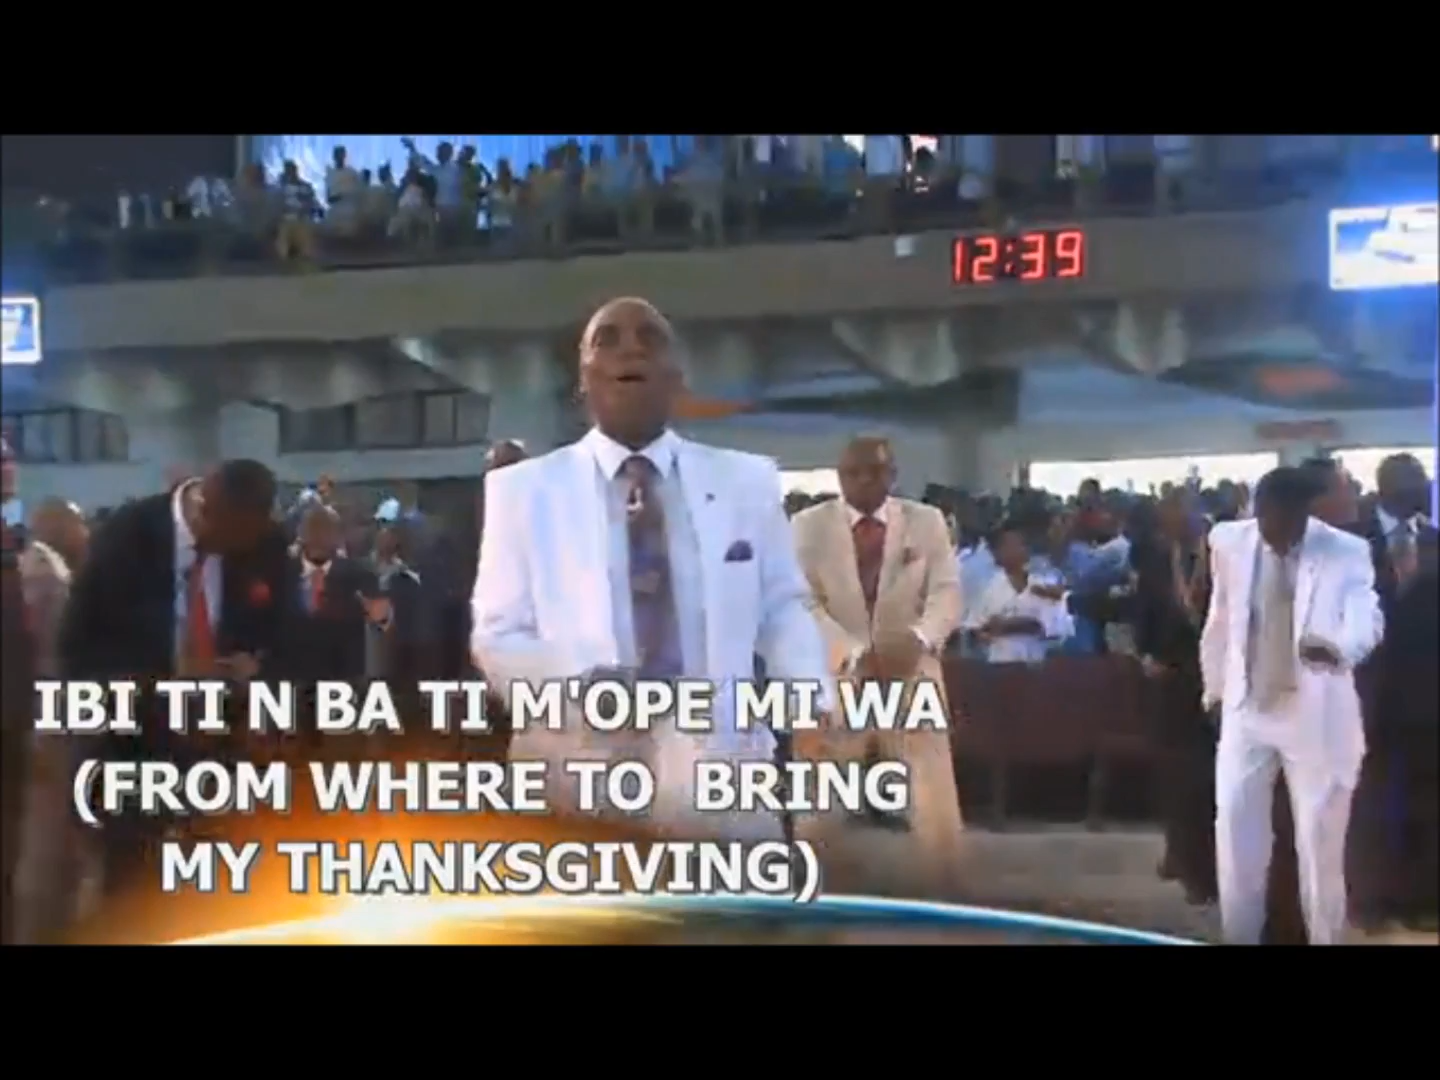 12:39
IBI TI N BA TI M'OPE MI WA
(FROM WHERE TO BRING
MY THANKSGIVING)